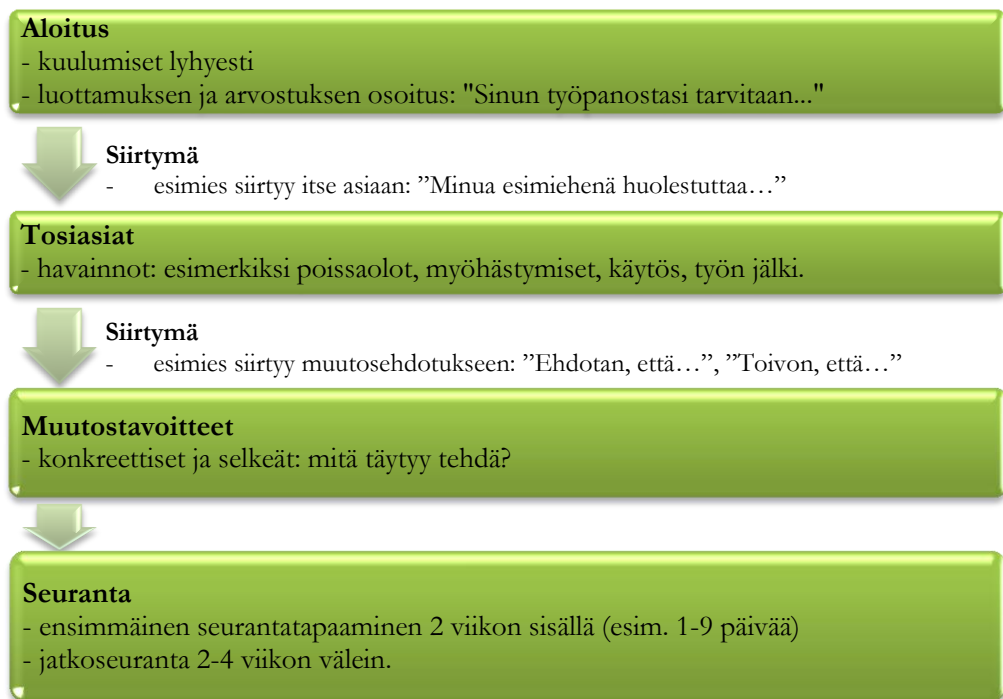 Aloitus
- kuulumiset lyhyesti
- luottamuksen ja arvostuksen osoitus: "Sinun työpanostasi tarvitaan..."
Siirtymä
- esimies siirtyy itse asiaan: ”Minua esimiehenä huolestuttaa…”
Tosiasiat
- havainnot: esimerkiksi poissaolot, myöhästymiset, käytös, työn jälki.
Siirtymä
- esimies siirtyy muutosehdotukseen: ”Ehdotan, että…”, ”Toivon, että…”
Muutostavoitteet
- konkreettiset ja selkeät: mitä täytyy tehdä?
Seuranta
- ensimmäinen seurantatapaaminen 2 viikon sisällä (esim. 1-9 päivää)
- jatkoseuranta 2-4 viikon välein.